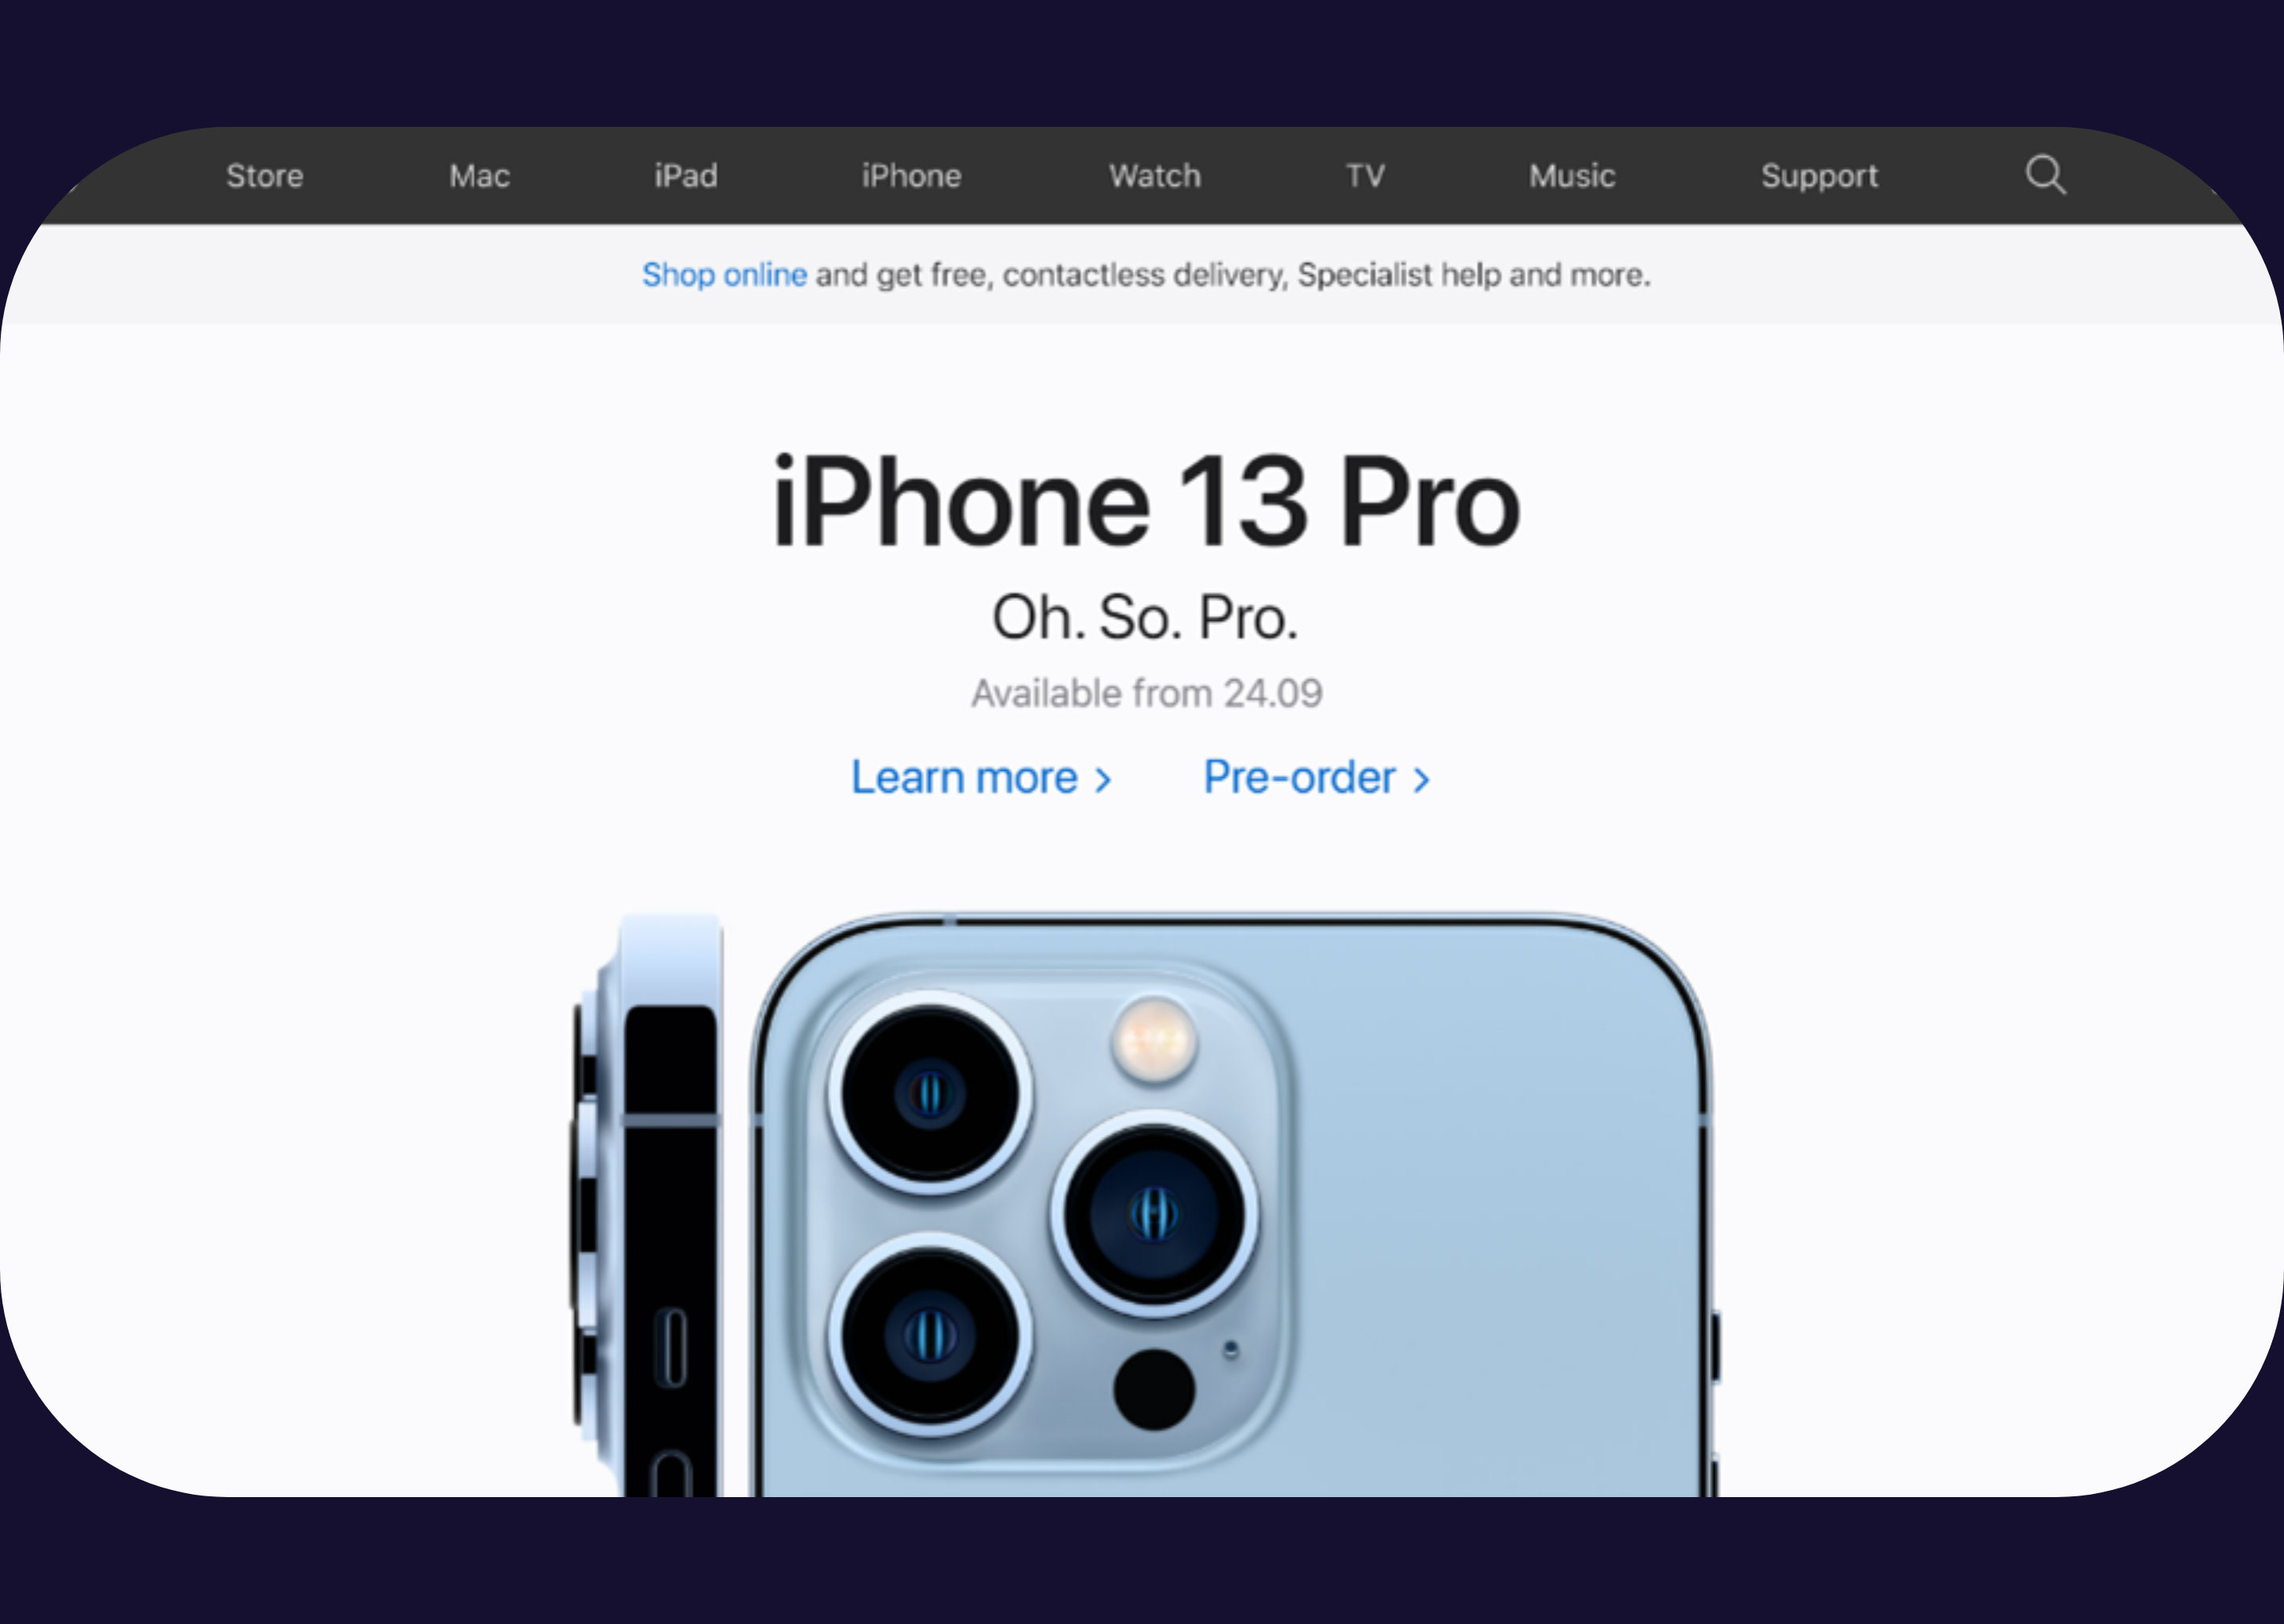 Store Mac iPad iPhone Watch TV Music Support
Shop online and get free, contactless delivery, Specialist help and more.
iPhone 13 Pro
Oh. So. Pro.
Available from 24.09
Learn more > Pre-order >